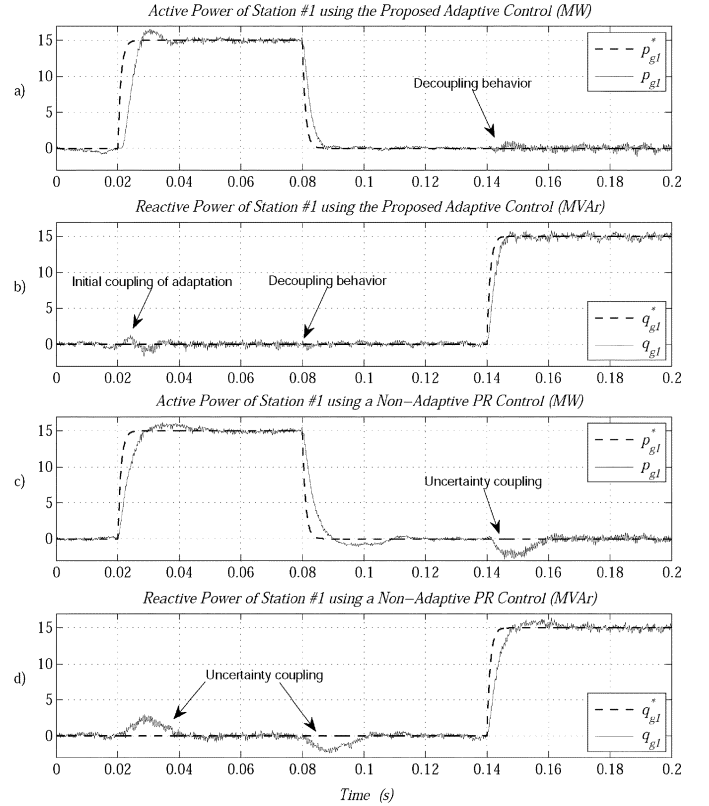 Active Power of Station #1 using the Proposed Adaptive Control (MW)
a)
15
10
5
0
Decoupling behavior
p*g1
pg1
0 0.02 0.04 0.06 0.08 0.1 0.12 0.14 0.16 0.18 0.2
Reactive Power of Station #1 using the Proposed Adaptive Control (MVAr)
b)
15
10
5
0
Initial coupling of adaptation
Decoupling behavior
q*g1
qg1
0 0.02 0.04 0.06 0.08 0.1 0.12 0.14 0.16 0.18 0.2
Active Power of Station #1 using a Non−Adaptive PR Control (MW)
c)
15
10
5
0
Uncertainty coupling
p*g1
pg1
0 0.02 0.04 0.06 0.08 0.1 0.12 0.14 0.16 0.18 0.2
Reactive Power of Station #1 using a Non−Adaptive PR Control (MVAr)
d)
15
10
5
0
Uncertainty coupling
q*g1
qg1
0 0.02 0.04 0.06 0.08 0.1 0.12 0.14 0.16 0.18 0.2
Time (s)